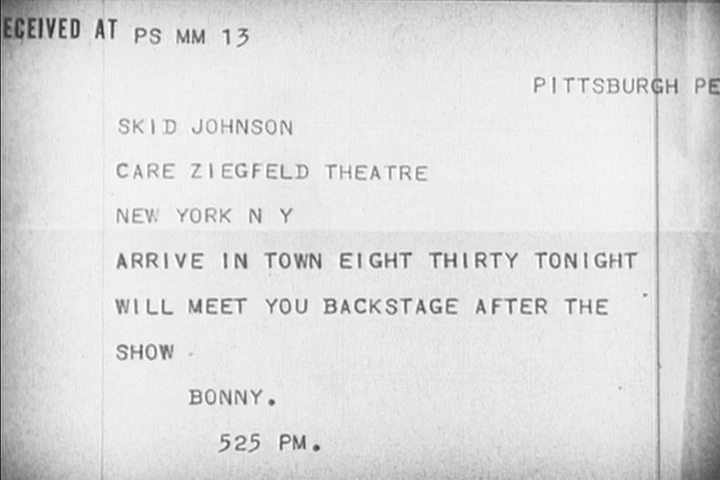 ECEIVED AT PS MM 13
PITTSBURGH PE
SKID JOHNSON
CARE ZIEGFELD THEATRE
NEW YORK N Y
ARRIVE IN TOWN EIGHT THIRTY TONIGHT
WILL MEET YOU BACKSTAGE AFTER THE
SHOW
BONNY.
525 PM.